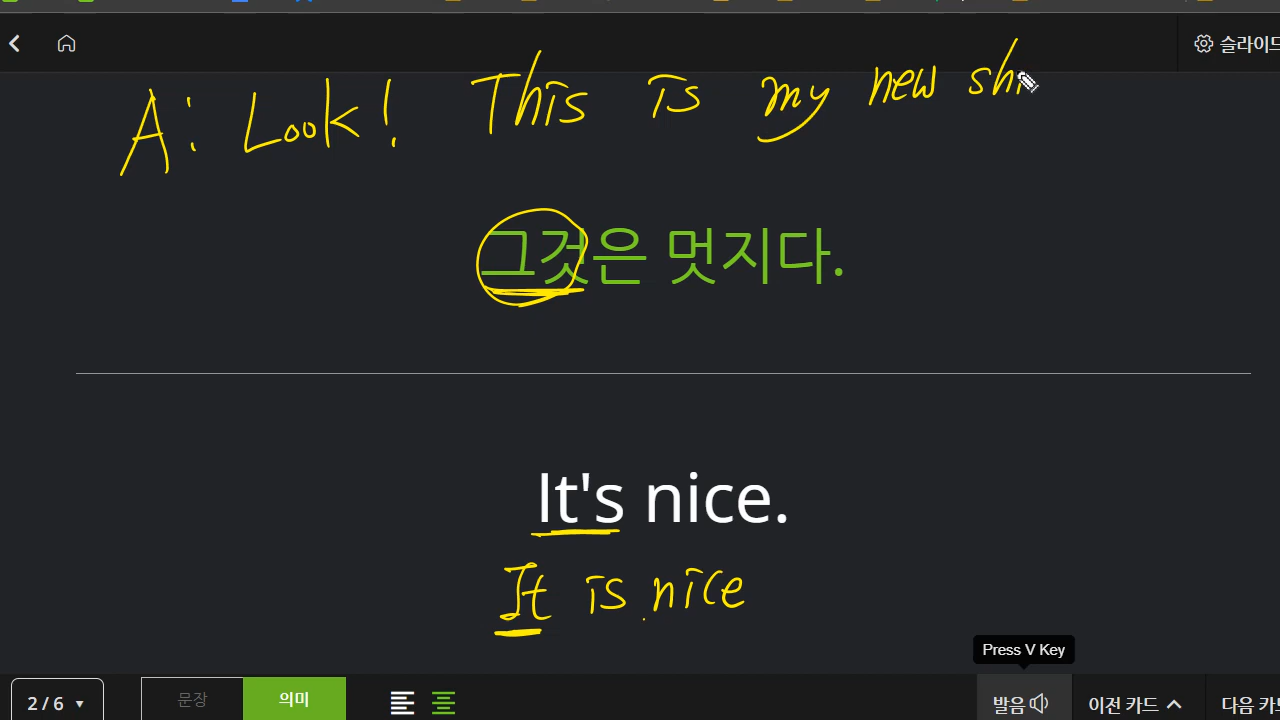 슬라이드
A: Look! This is my new shi
그것은 멋지다.
It's nice.
It is nice
Press V Key
2 / 6 ▼ 문장 의미 발음 이전 카드 다음 카